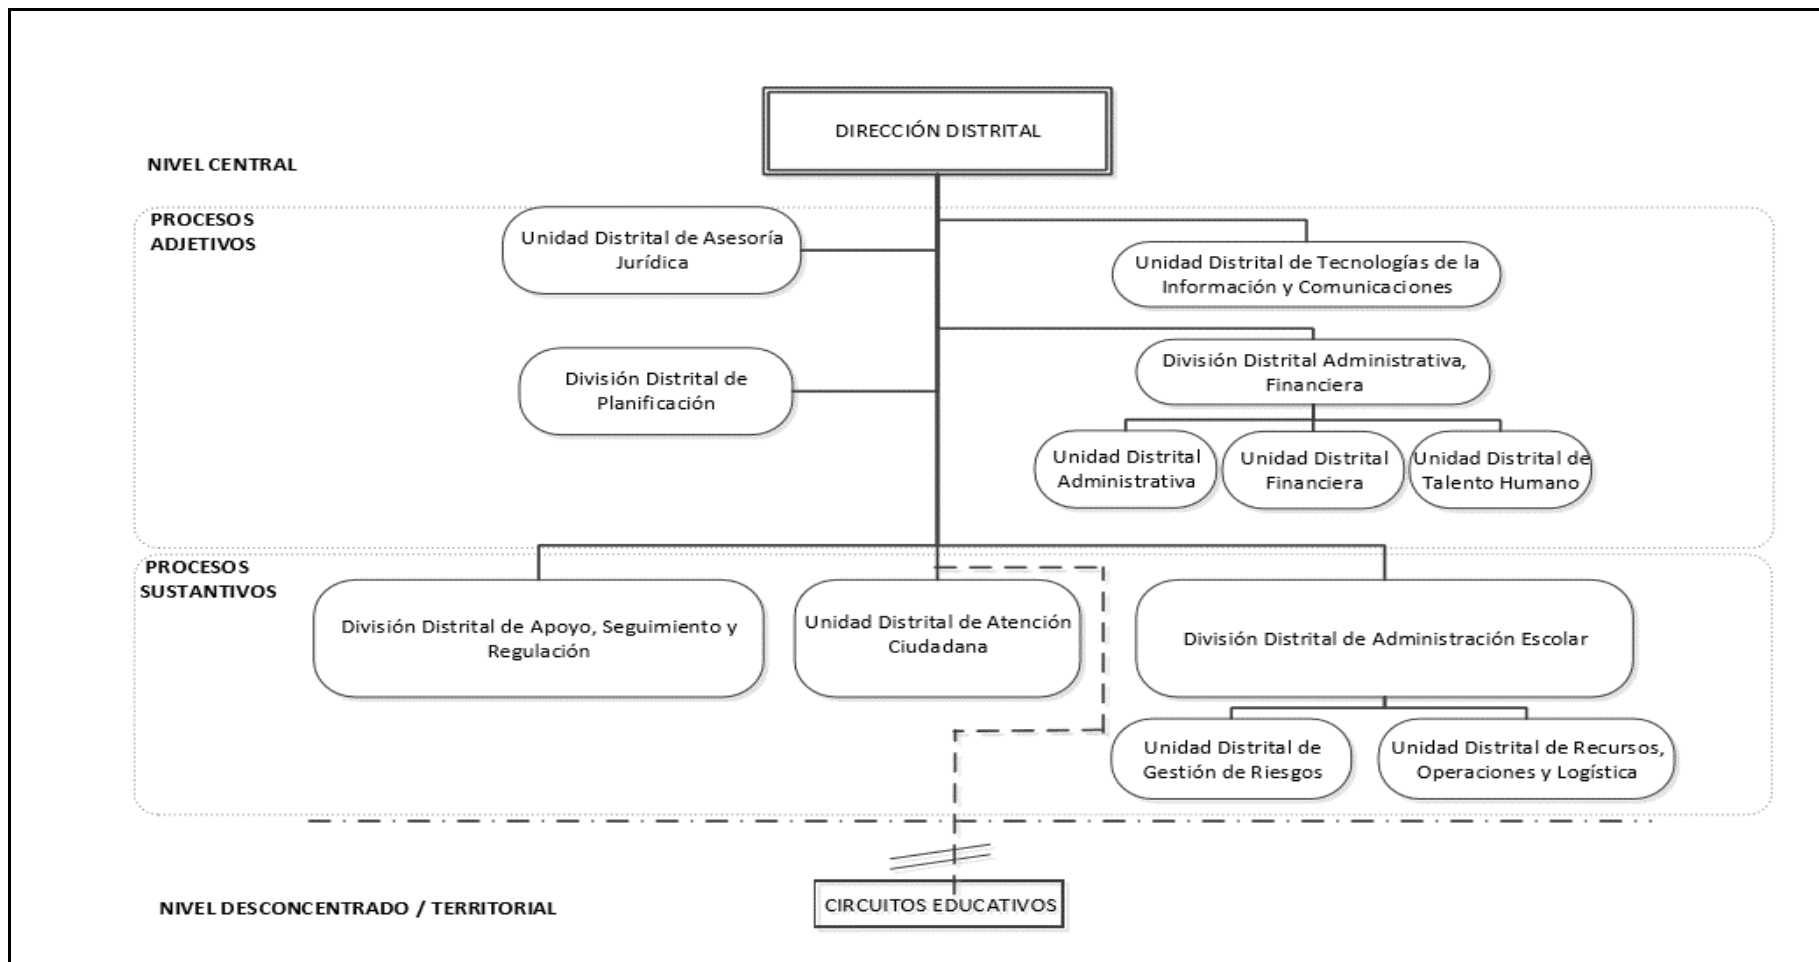 DIRECCIÓN DISTRITAL
NIVEL CENTRAL
PROCESOS
ADJETIVOS
Unidad Distrital de Asesoría
Jurídica
Unidad Distrital de Tecnologías de la
Información y Comunicaciones
División Distrital de
Planificación
División Distrital Administrativa,
Financiera
Unidad Distrital
Administrativa
Unidad Distrital
Financiera
Unidad Distrital de
Talento Humano
PROCESOS
SUSTANTIVOS
División Distrital de Apoyo, Seguimiento y
Regulación
Unidad Distrital de Atención
Ciudadana
División Distrital de Administración Escolar
Unidad Distrital de
Gestión de Riesgos
Unidad Distrital de Recursos,
Operaciones y Logística
NIVEL DESCONCENTRADO / TERRITORIAL
CIRCUITOS EDUCATIVOS